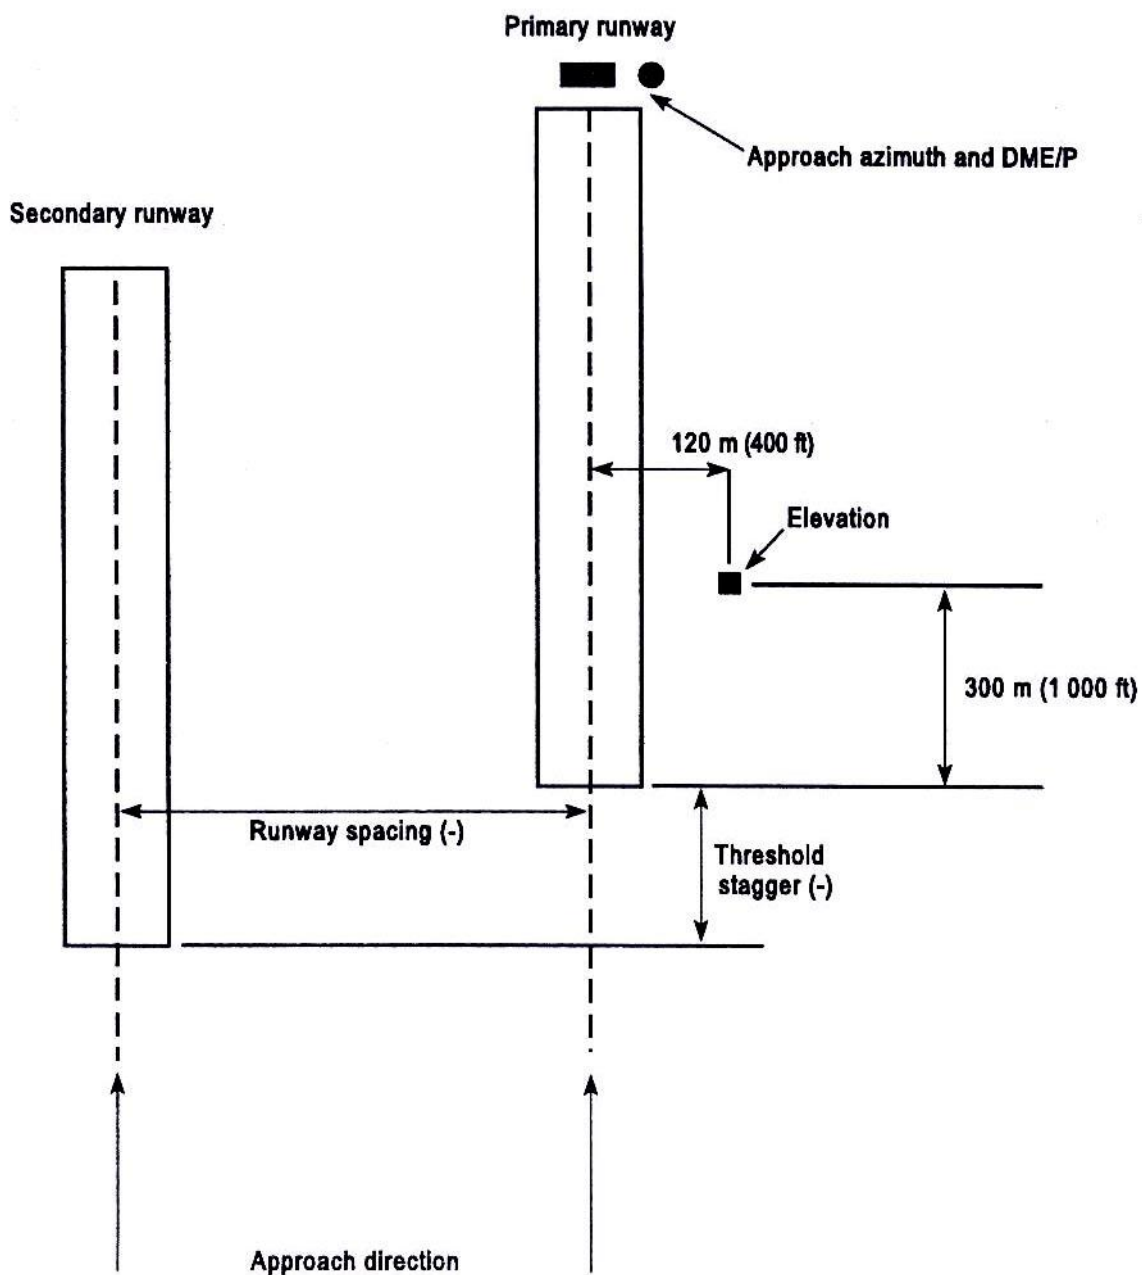 Primary runway
Approach azimuth and DME/P
Secondary runway
120 m (400 ft)
Elevation
300 m (1 000 ft)
Runway spacing (-)
Threshold
stagger (-)
Approach direction